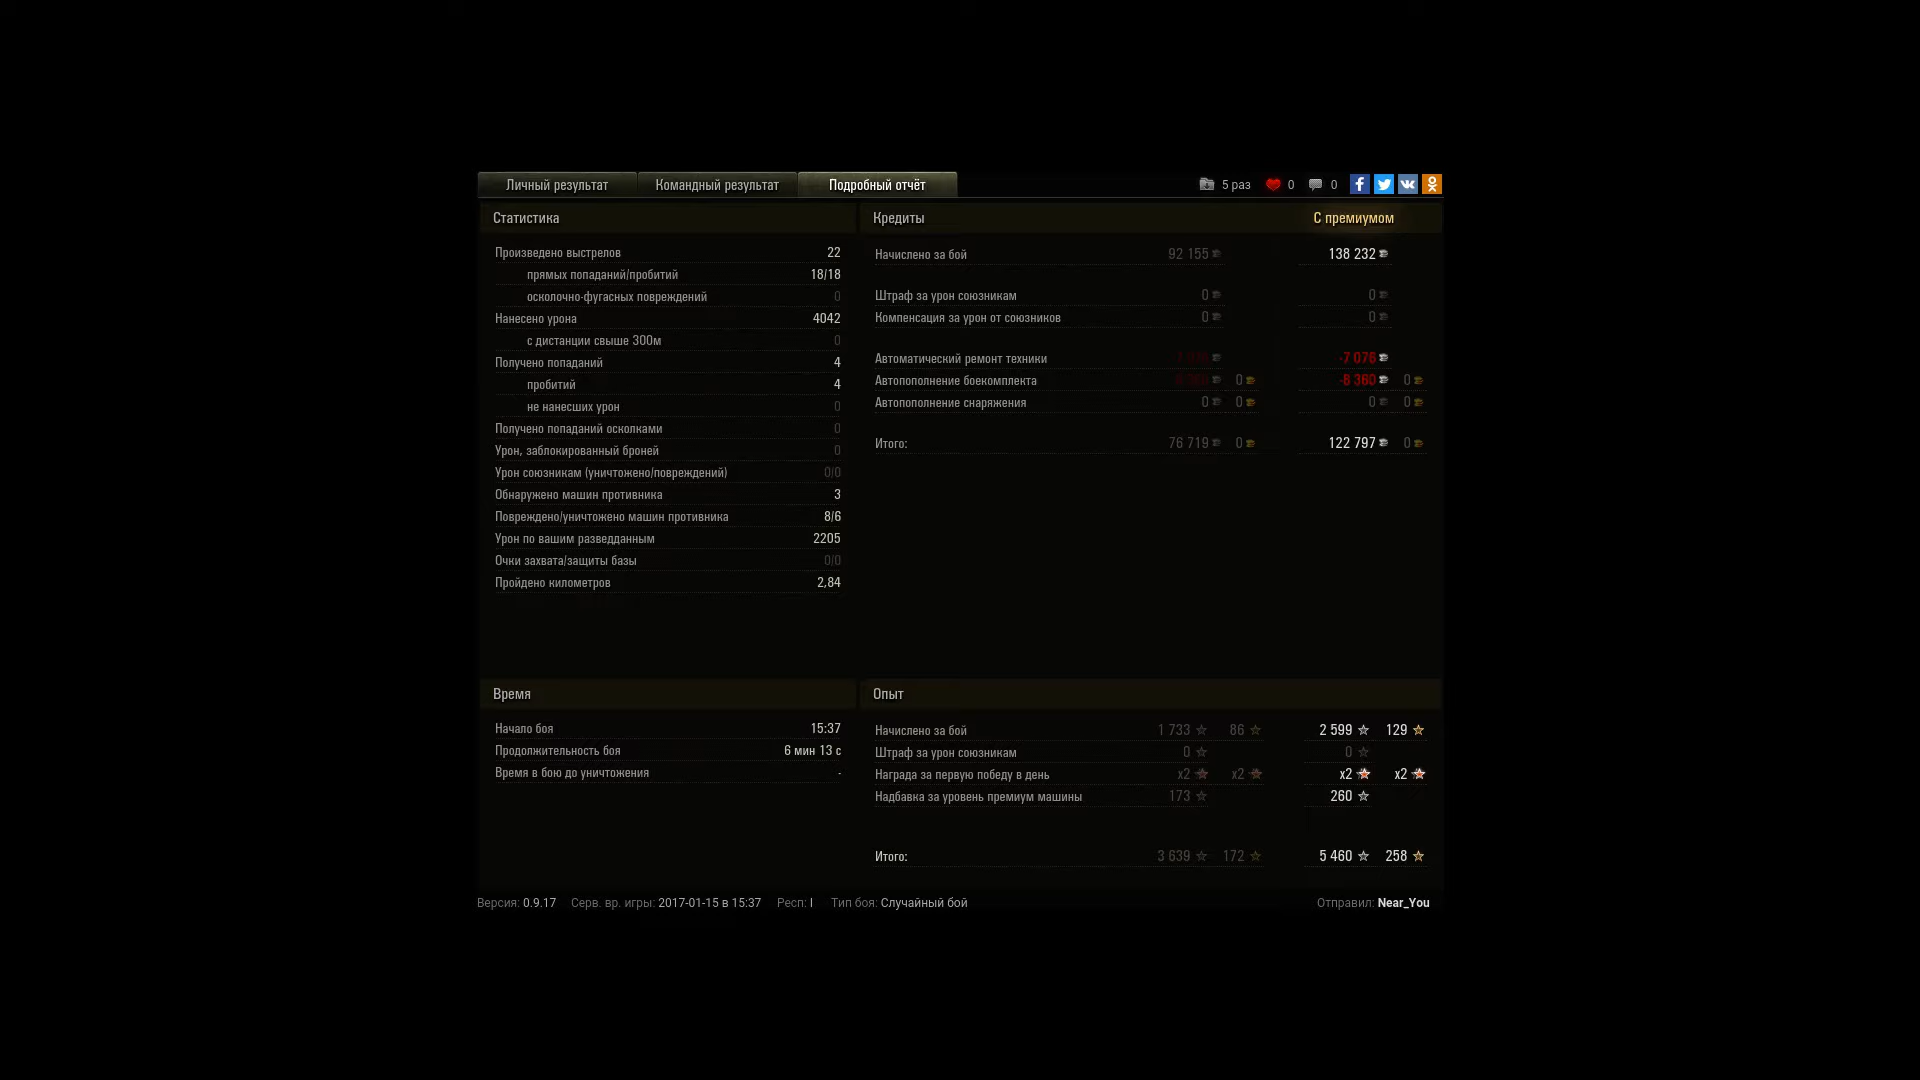 Личный результат Командный результат Подробный отчёт 5 раз 0 0
Статистика
Произведено выстрелов 22
прямых попаданий/пробитий 18/18
осколочно-фугасных повреждений 0
Нанесено урона 4042
с дистанции свыше 300м 0
Получено попаданий 4
пробитий 4
не нанесших урон 0
Получено попаданий осколками 0
Урон, заблокированный броней 0
Урон союзникам (уничтожено/повреждений) 0/0
Обнаружено машин противника 3
Повреждено/уничтожено машин противника 8/6
Урон по вашим разведданным 2205
Очки захвата/защиты базы 0/0
Пройдено километров 2,84
Кредиты С премиумом
Начислено за бой 92 155 138 232
Штраф за урон союзникам 0 0
Компенсация за урон от союзников 0 0
Автоматический ремонт техники -7 076
Автопополнение боекомплекта 0 -8 360 0
Автопополнение снаряжения 0 0 0 0
Итого: 76 719 0 122 797 0
Время
Начало боя 15:37
Продолжительность боя 6 мин 13 с
Время в бою до уничтожения -
Опыт
Начислено за бой 1 733 86 2 599 129
Штраф за урон союзникам 0 0
Награда за первую победу в день x2 x2 x2 x2
Надбавка за уровень премиум машины 173 260
Итого: 3 639 172 5 460 258
Версия: 0.9.17 Серв. вр. игры: 2017-01-15 в 15:37 Респ: I Тип боя: Случайный бой Отправил: Near_You